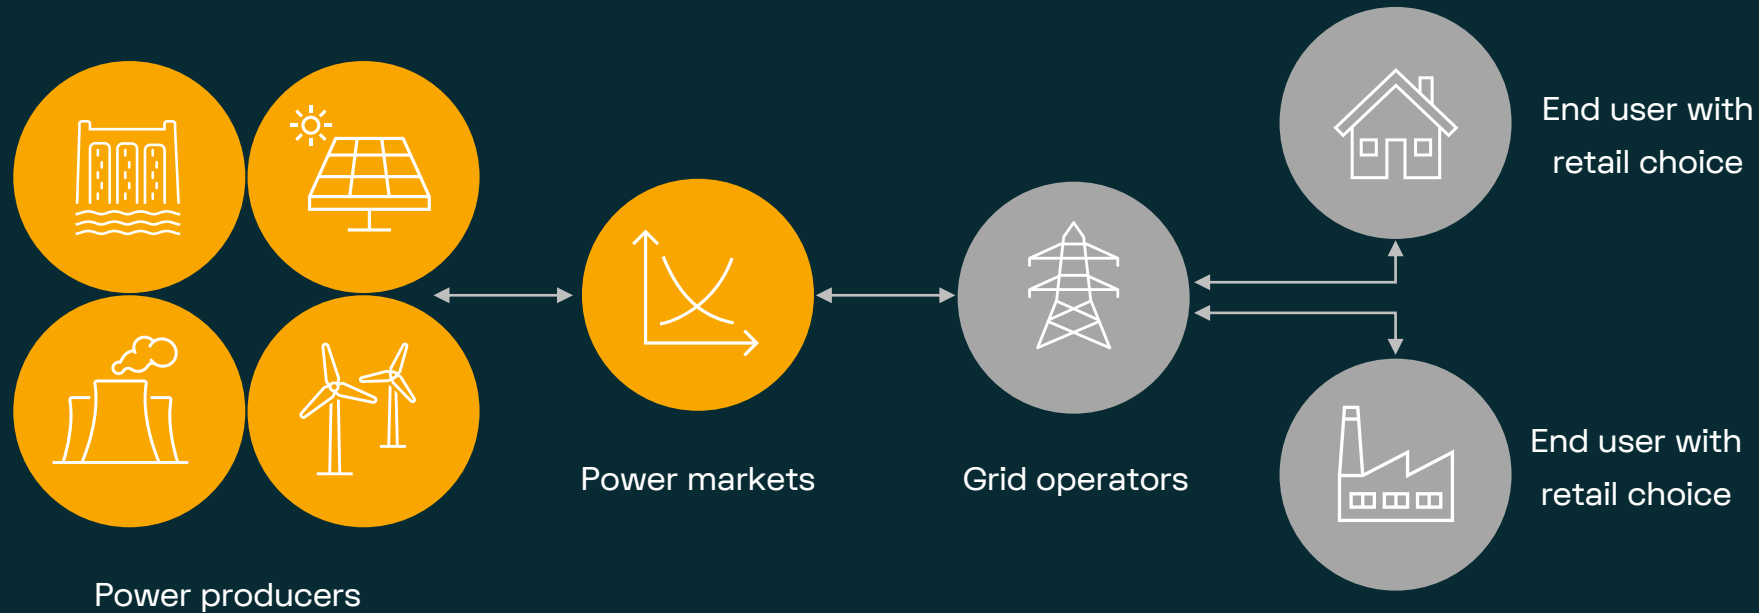 Power producers
Power markets
Grid operators
End user with
retail choice
End user with
retail choice